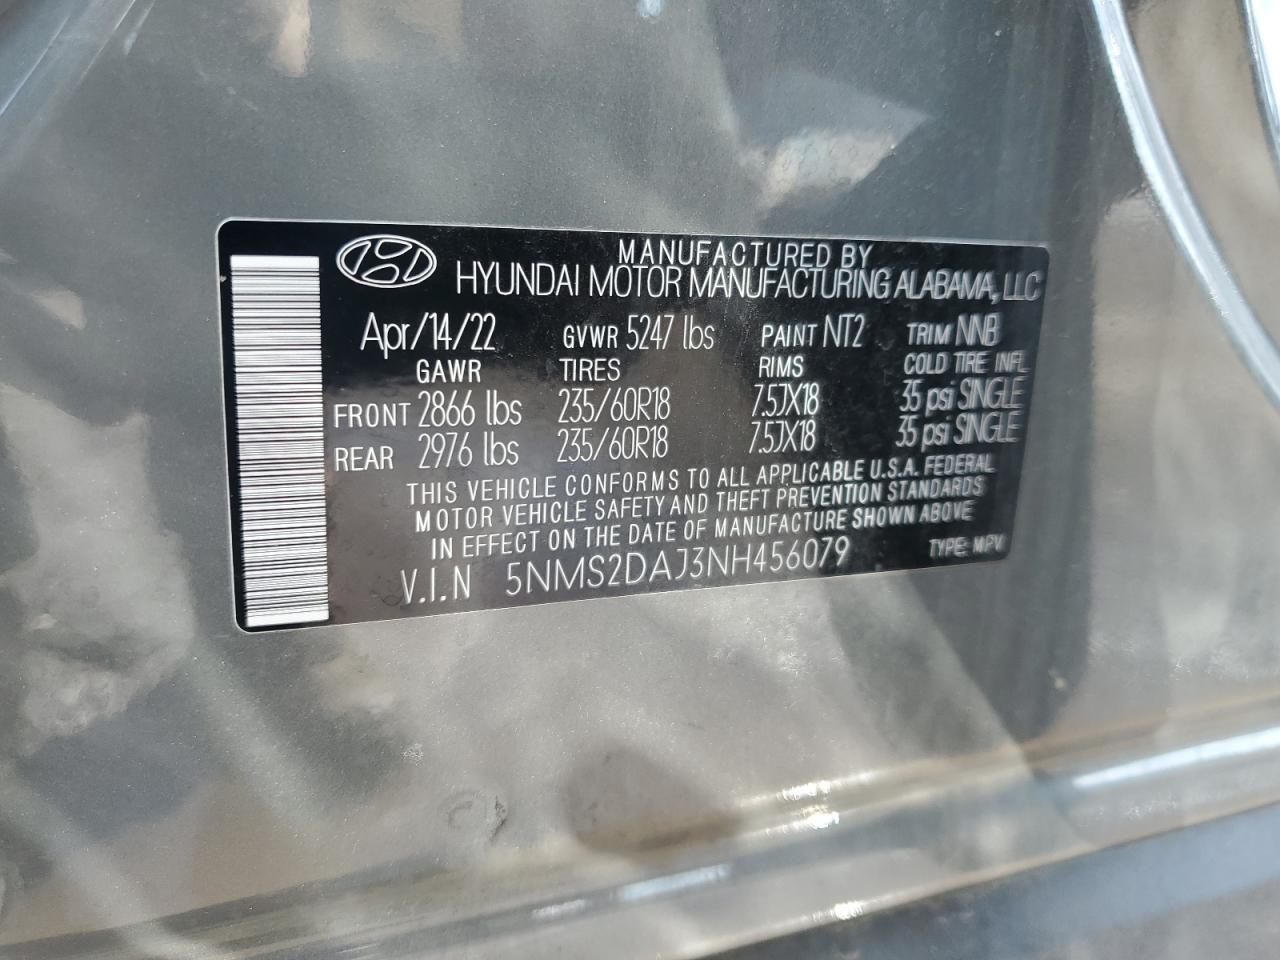 MANUFACTURED BY
HYUNDAI MOTOR MANUFACTURING ALABAMA, LLC
Apr/14/22 GVWR 5247 lbs PAINT NT2 TRIM NNB
GAWR TIRES RIMS COLD TIRE INFL
FRONT 2866 lbs 235/60R18 7.5JX18 35 psi SINGLE
REAR 2976 lbs 235/60R18 7.5JX18 35 psi SINGLE
THIS VEHICLE CONFORMS TO ALL APPLICABLE U.S.A. FEDERAL
MOTOR VEHICLE SAFETY AND THEFT PREVENTION STANDARDS
IN EFFECT ON THE DATE OF MANUFACTURE SHOWN ABOVE
V.I.N 5NMS2DAJ3NH456079 TYPE: MPV